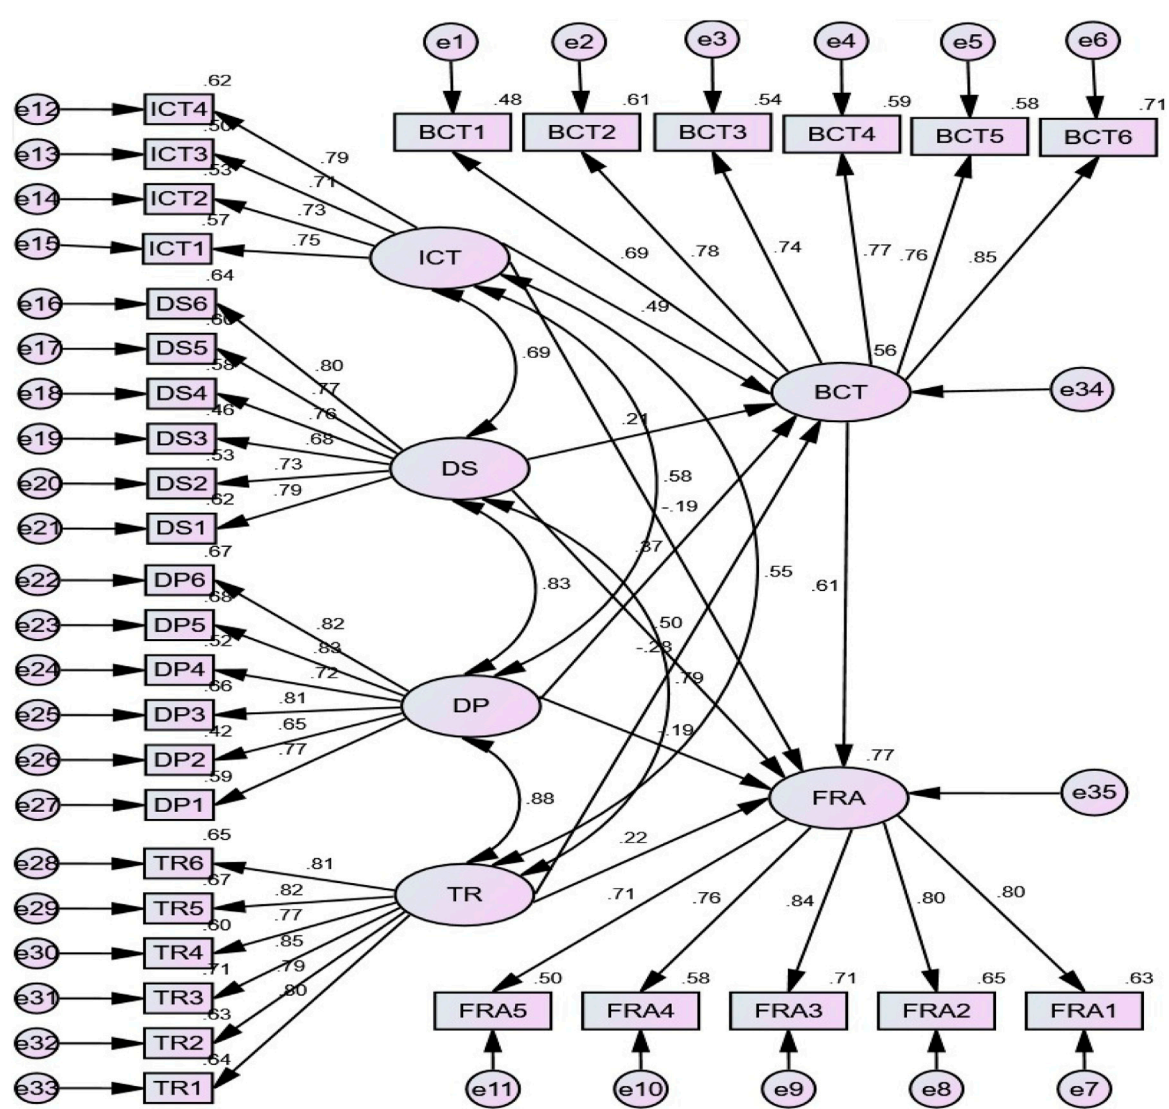 e1 e2 e3 e4 e5 e6
.48 .61 .54 .59 .58 .71
BCT1 BCT2 BCT3 BCT4 BCT5 BCT6
.62
e12 ICT4
.50
e13 ICT3
.53
e14 ICT2
.57
e15 ICT1
.79
.71
.73
.75
ICT
.69 .78 .74 .77 .76 .85
.49
.56
BCT
e34
.64
e16 DS6
.60
e17 DS5
.58
e18 DS4
.46
e19 DS3
.53
e20 DS2
.62
e21 DS1
.80
.77
.76
.68
.73
.79
DS
.69
.21
.58
-.19
.37
.83
.55
.61
.50
-.28
.79
-.19
.67
e22 DP6
.68
e23 DP5
.52
e24 DP4
.66
e25 DP3
.42
e26 DP2
.59
e27 DP1
.82
.83
.72
.81
.65
.77
DP
.77
FRA
e35
.88
.22
.65
e28 TR6
.67
e29 TR5
.60
e30 TR4
.71
e31 TR3
.63
e32 TR2
.64
e33 TR1
.81
.82
.77
.85
.79
.80
TR
.71 .76 .84 .80 .80
.50 .58 .71 .65 .63
FRA5 FRA4 FRA3 FRA2 FRA1
e11 e10 e9 e8 e7